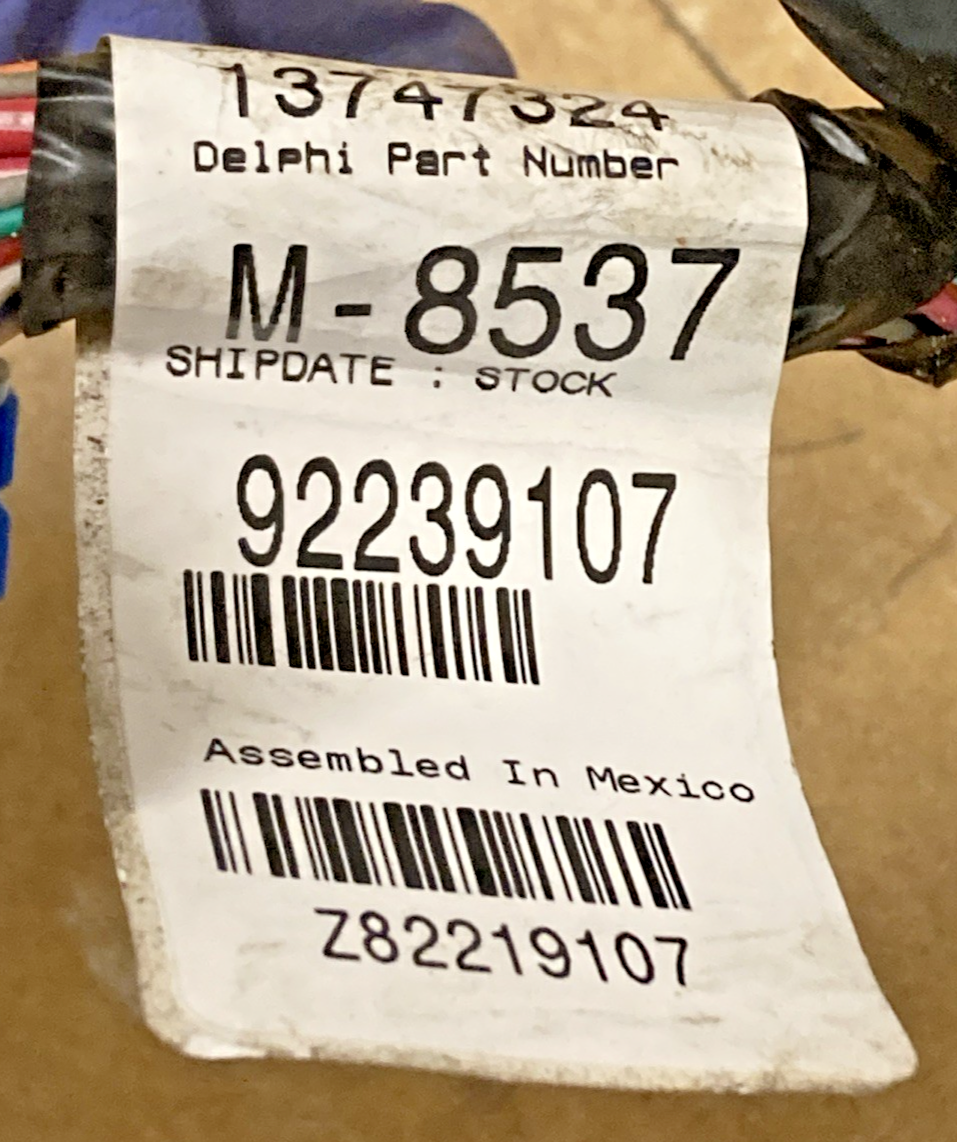 13747324
Delphi Part Number
M-8537
SHIPDATE : STOCK
92239107
Assembled In Mexico
Z82219107